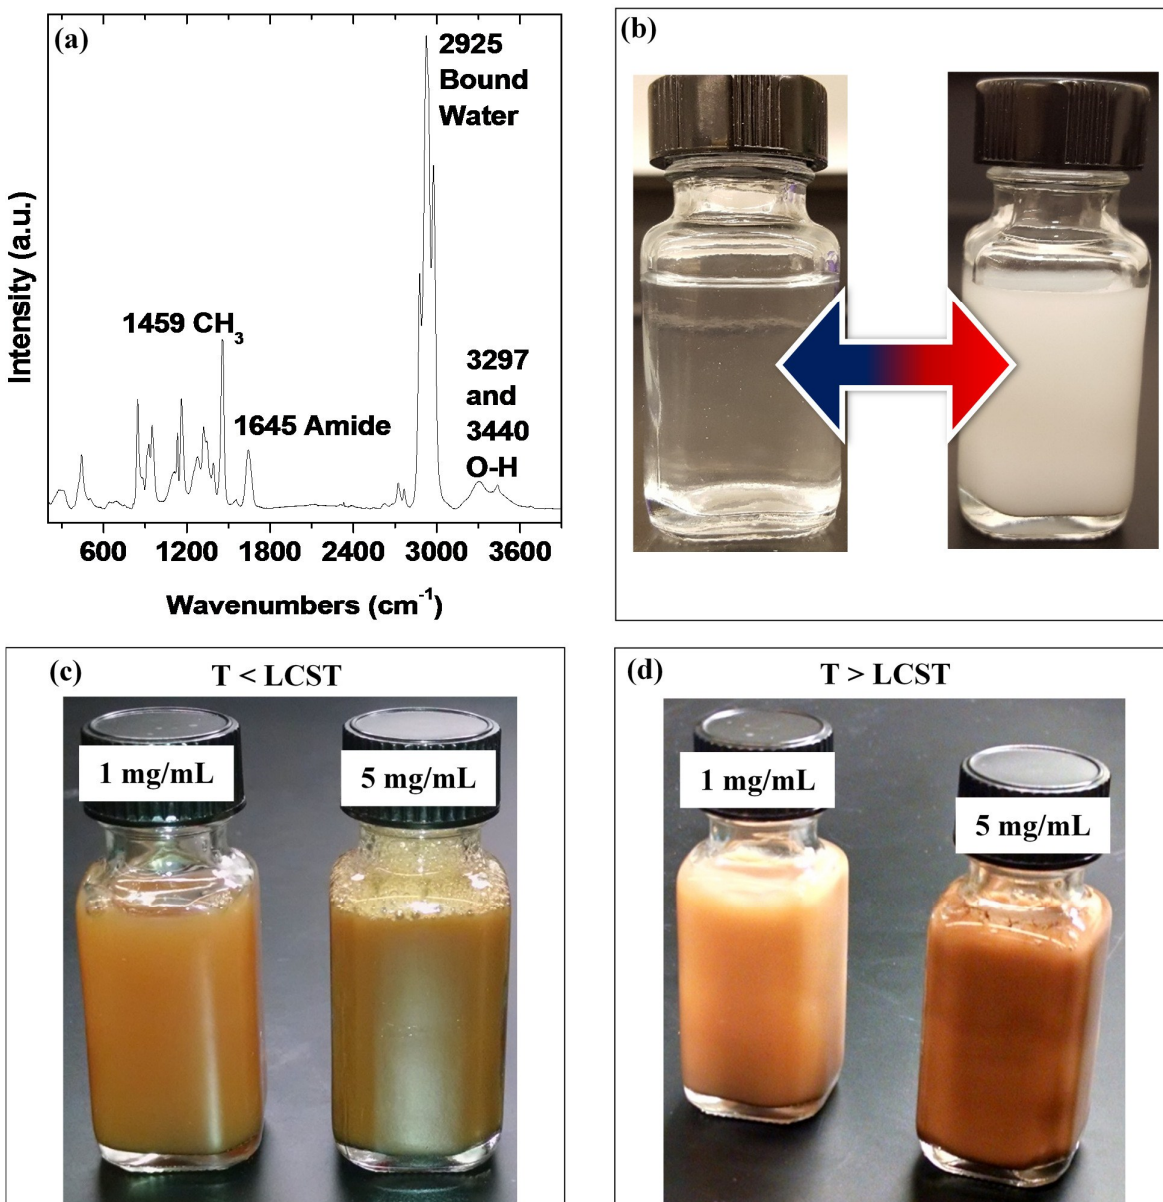 (a)
2925
Bound
Water
1459 CH₃
1645 Amide
3297
and
3440
O-H
Intensity (a.u.)
600 1200 1800 2400 3000 3600
Wavenumbers (cm⁻¹)
(b)
(c)
T < LCST
1 mg/mL
5 mg/mL
(d)
T > LCST
1 mg/mL
5 mg/mL